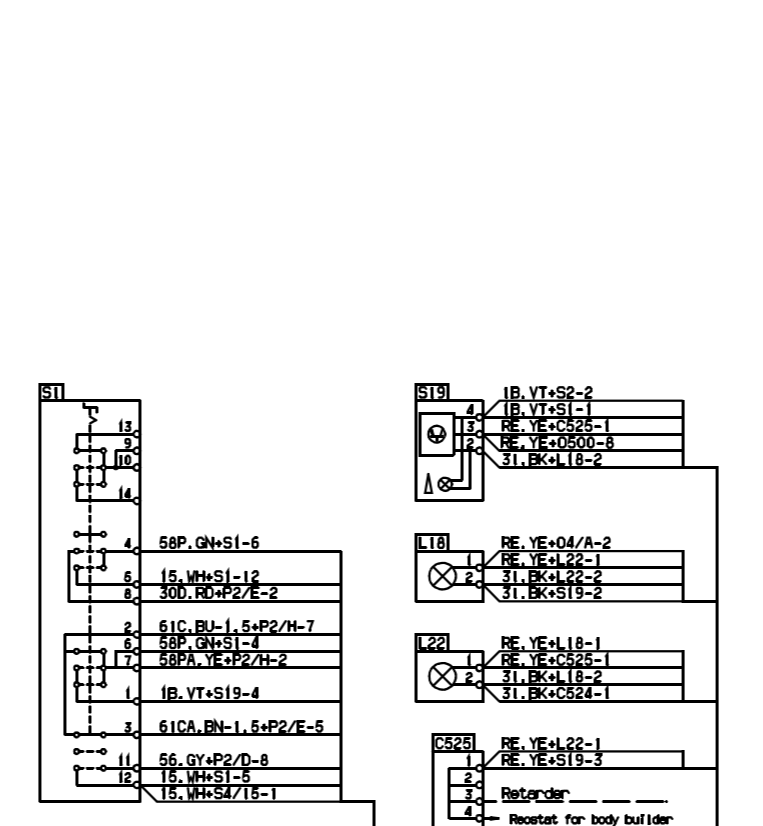 S1
13
9
10
14
4 58P.GN+S1-6
5 15.WH+S1-12
8 30D.RD+P2/E-2
2 61C.BU-1.5+P2/H-7
6 58P.GN+S1-4
7 58PA.YE+P2/H-2
1 1B.VT+S19-4
3 61CA.BN-1.5+P2/E-5
11 56.GY+P2/D-8
12 15.WH+S1-5
15.WH+S4/15-1
S19
1B.VT+S2-2
4 1B.VT+S1-1
3 RE.YE+C525-1
2 RE.YE+O500-8
31.BK+L18-2
L18
RE.YE+O4/A-2
1 RE.YE+L22-1
2 31.BK+L22-2
31.BK+S19-2
L22
RE.YE+L18-1
1 RE.YE+C525-1
2 31.BK+L18-2
31.BK+C524-1
C525
RE.YE+L22-1
1 RE.YE+S19-3
2
3 Retarder
4 Reostat for body builder